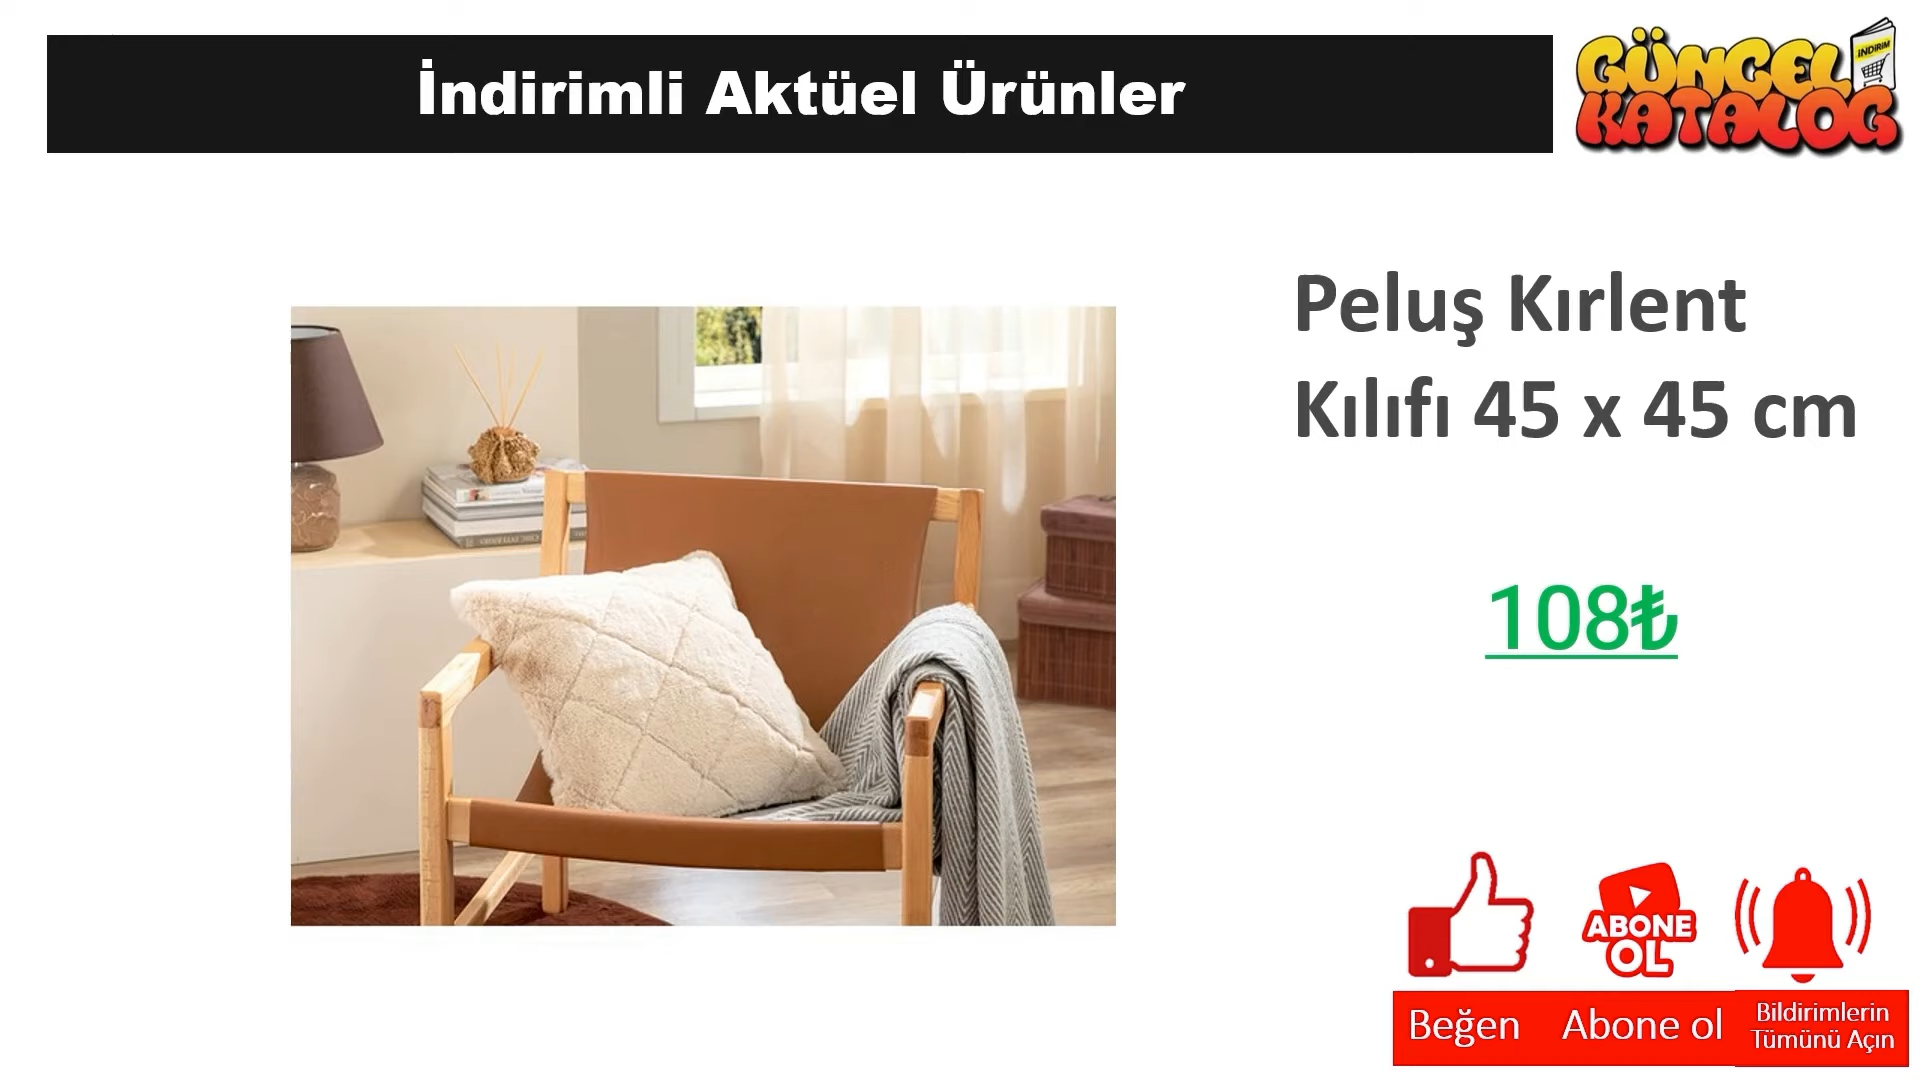 İndirimli Aktüel Ürünler
GÜNCEL
KATALOG
İNDİRİM
Peluş Kırlent
Kılıfı 45 x 45 cm
108₺
ABONE
OL
Beğen
Abone ol
Bildirimlerin
Tümünü Açın